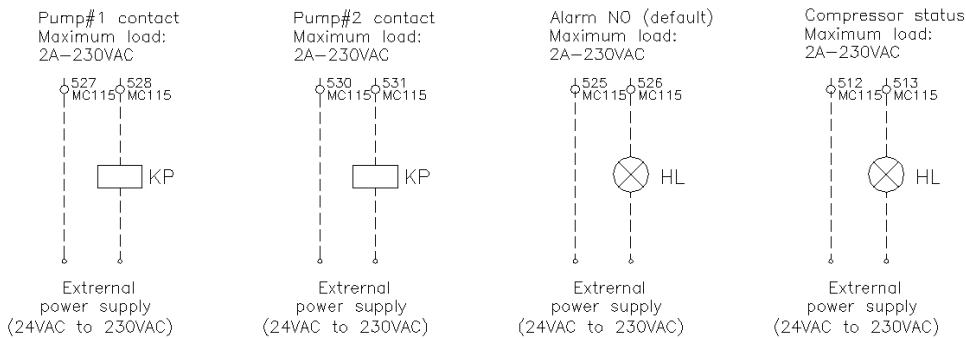 Pump#1 contact
Maximum load:
2A-230VAC
527
MC115
528
MC115
KP
Extrernal
power supply
(24VAC to 230VAC)
Pump#2 contact
Maximum load:
2A-230VAC
530
MC115
531
MC115
KP
Extrernal
power supply
(24VAC to 230VAC)
Alarm NO (default)
Maximum load:
2A-230VAC
525
MC115
526
MC115
HL
Extrernal
power supply
(24VAC to 230VAC)
Compressor status
Maximum load:
2A-230VAC
512
MC115
513
MC115
HL
Extrernal
power supply
(24VAC to 230VAC)